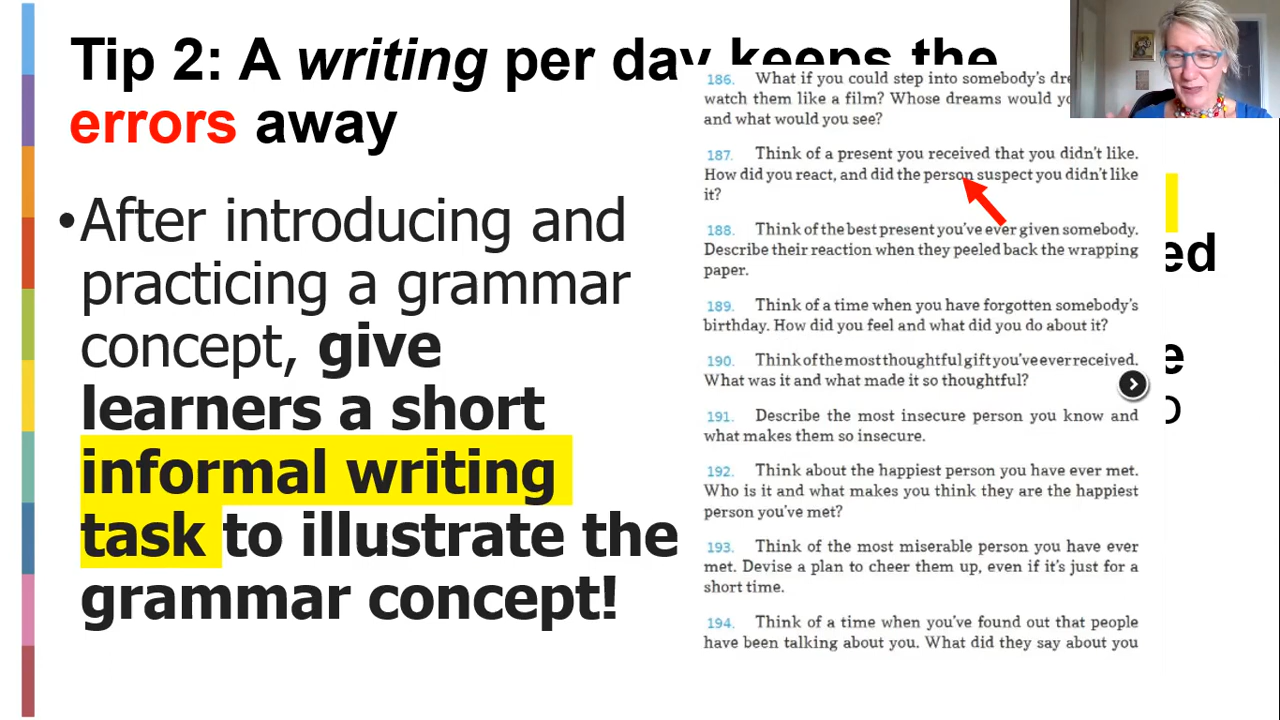 Tip 2: A writing per day keeps the
errors away
•After introducing and
practicing a grammar
concept, give
learners a short
informal writing
task to illustrate the
grammar concept!
186. What if you could step into somebody's
watch them like a film? Whose dreams would
and what would you see?
187. Think of a present you received that you didn't like.
How did you react, and did the person suspect you didn't like
it?
188. Think of the best present you've ever given somebody.
Describe their reaction when they peeled back the wrapping
paper.
189. Think of a time when you have forgotten somebody's
birthday. How did you feel and what did you do about it?
190. Think of the most thoughtful gift you've ever received.
What was it and what made it so thoughtful?
191. Describe the most insecure person you know and
what makes them so insecure.
192. Think about the happiest person you have ever met.
Who is it and what makes you think they are the happiest
person you've met?
193. Think of the most miserable person you have ever
met. Devise a plan to cheer them up, even if it's just for a
short time.
194. Think of a time when you've found out that people
have been talking about you. What did they say about you